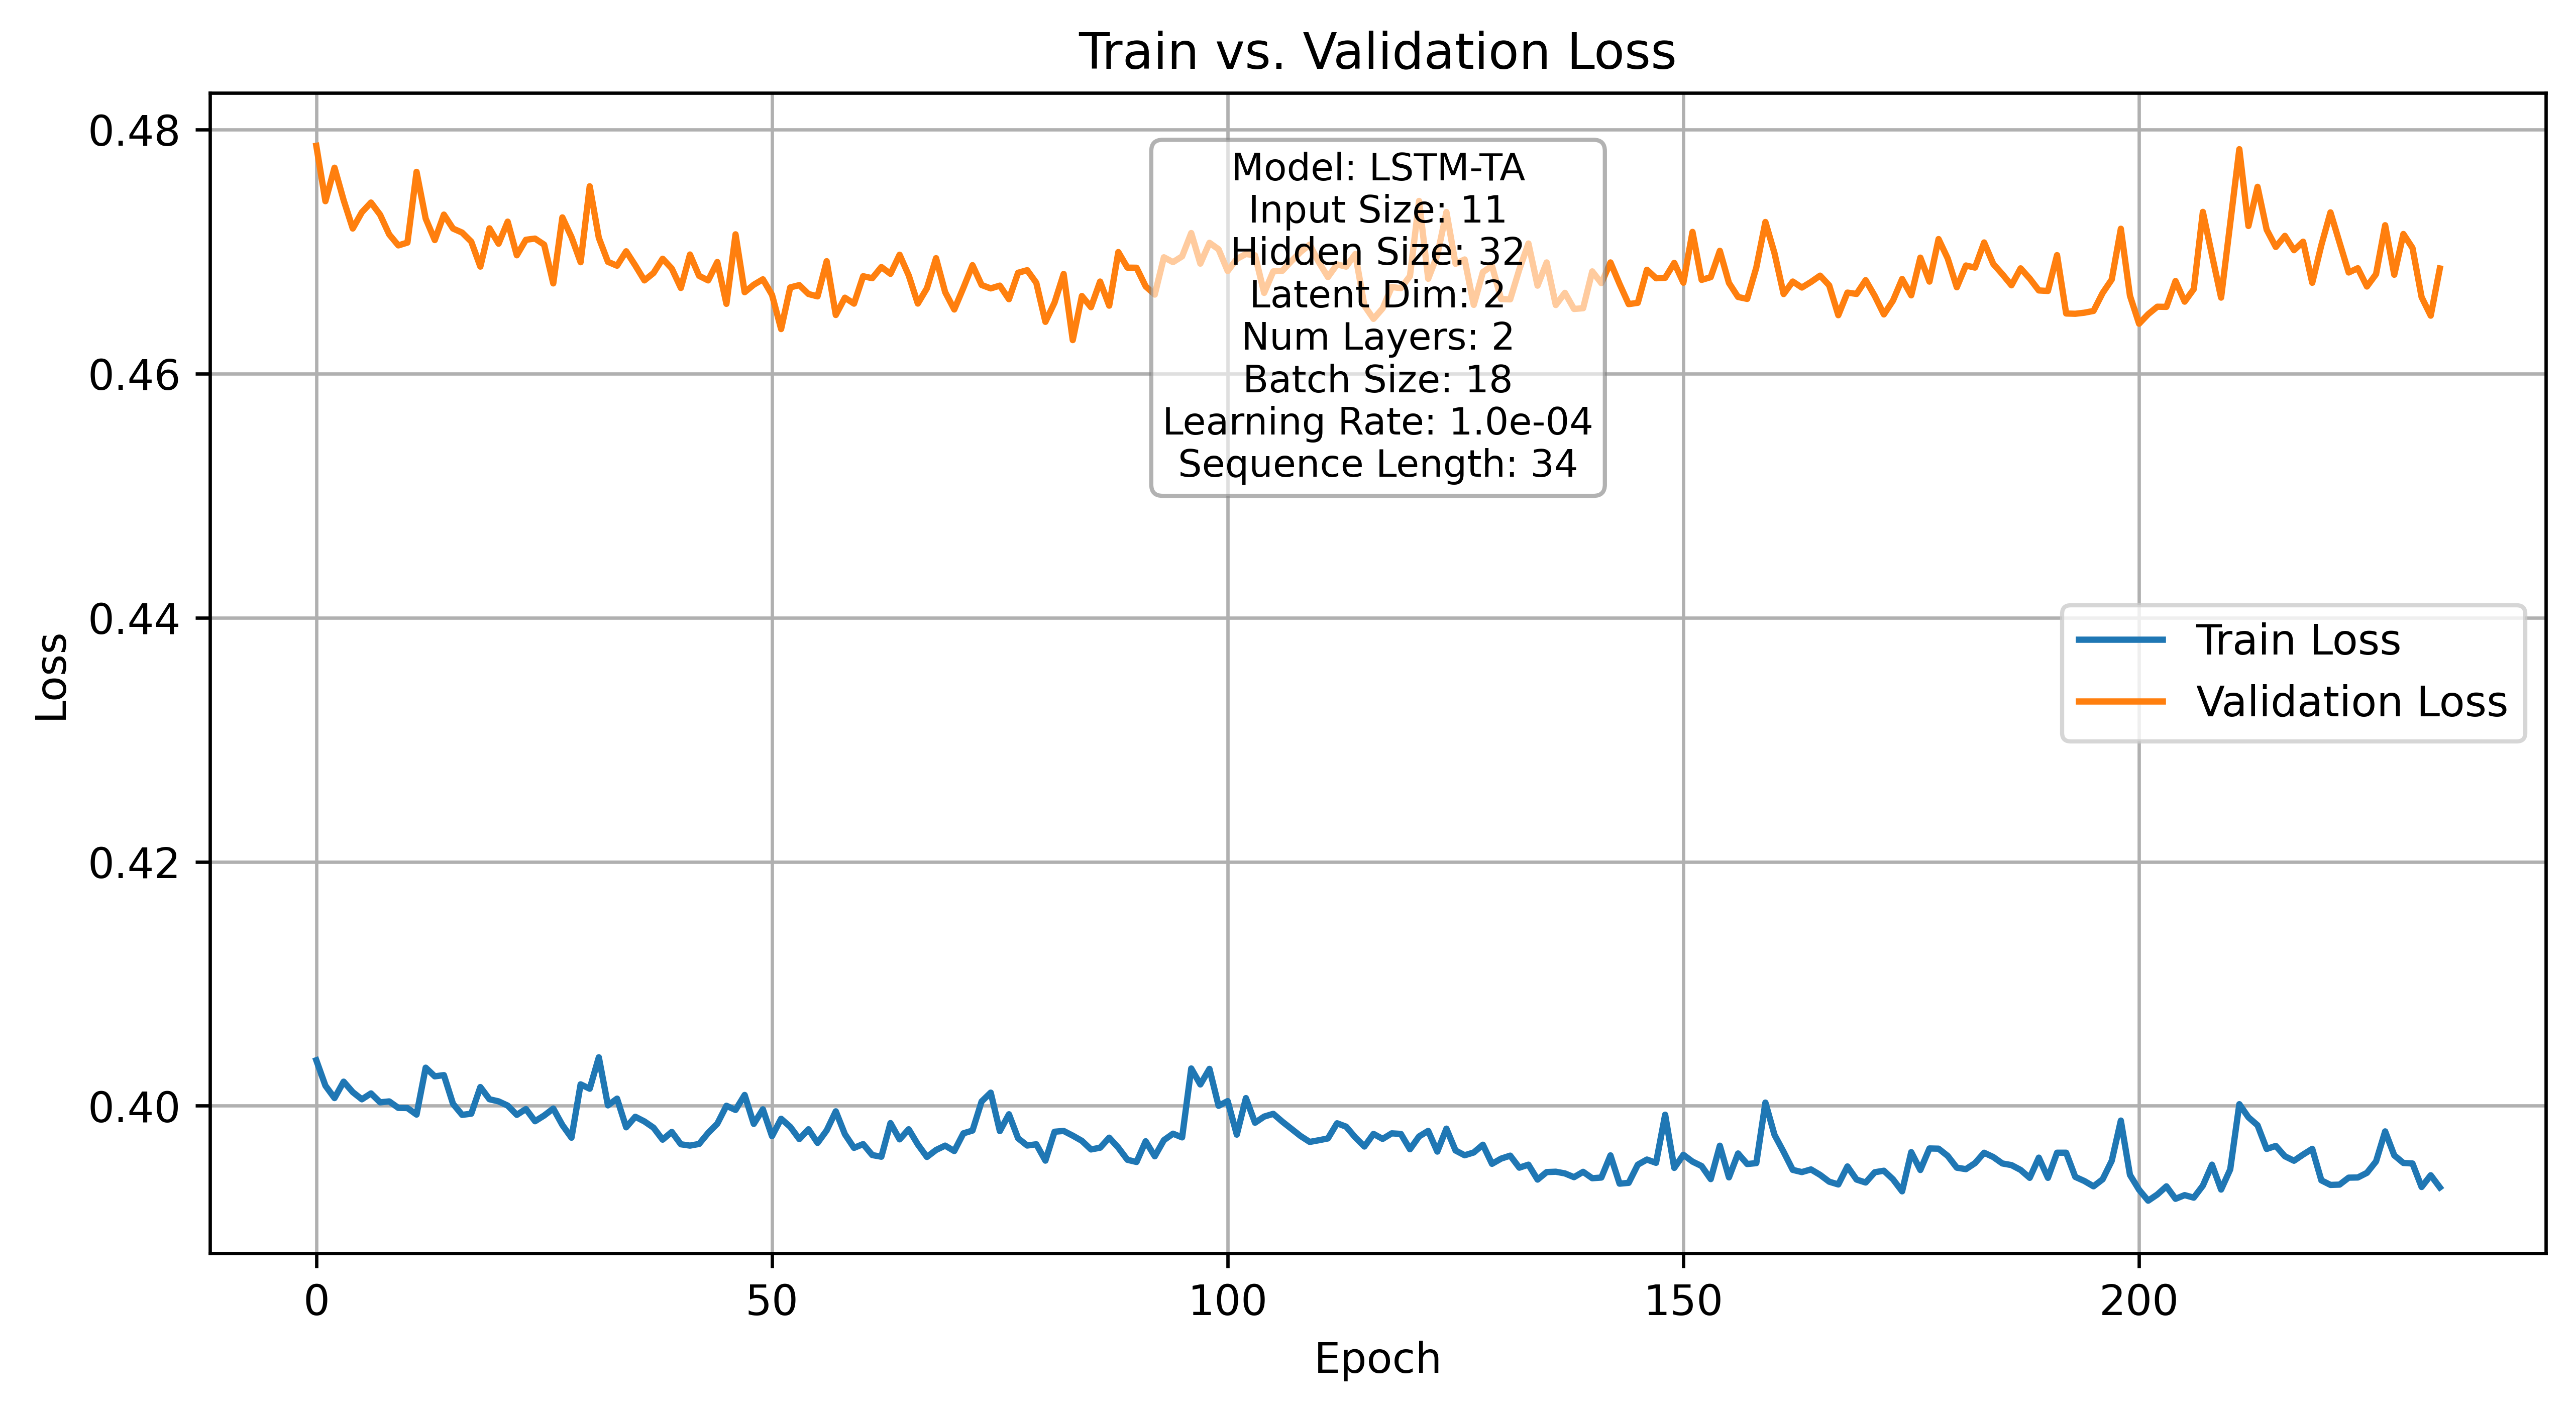 Train vs. Validation Loss
0.48
0.46
0.44
0.42
0.40
Loss
Model: LSTM-TA
Input Size: 11
Hidden Size: 32
Latent Dim: 2
Num Layers: 2
Batch Size: 18
Learning Rate: 1.0e-04
Sequence Length: 34
Train Loss
Validation Loss
0 50 100 150 200
Epoch